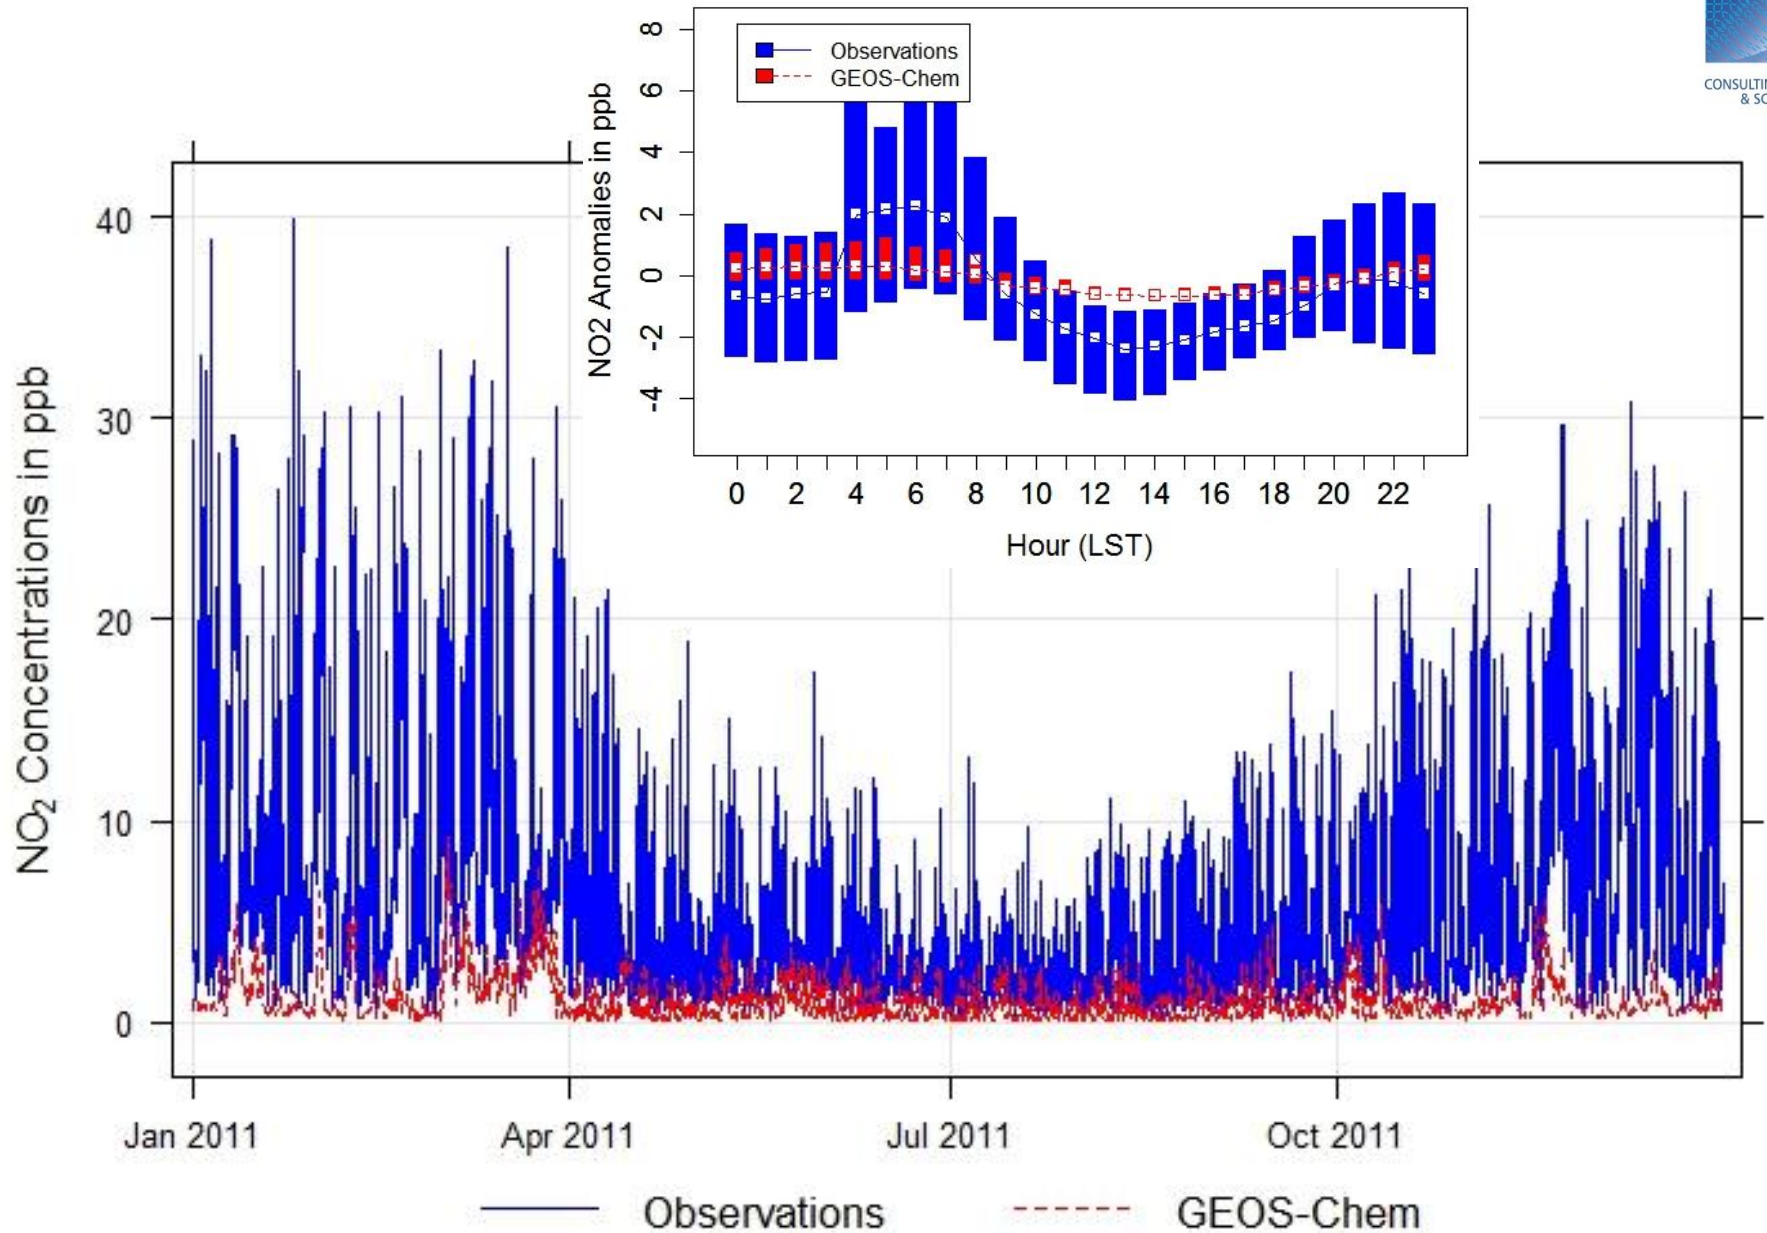 CONSULTIN
& SC
NO2 Anomalies in ppb
8
6
4
2
0
-2
-4
Observations
GEOS-Chem
0 2 4 6 8 10 12 14 16 18 20 22
Hour (LST)
NO₂ Concentrations in ppb
40
30
20
10
0
Jan 2011 Apr 2011 Jul 2011 Oct 2011
Observations GEOS-Chem